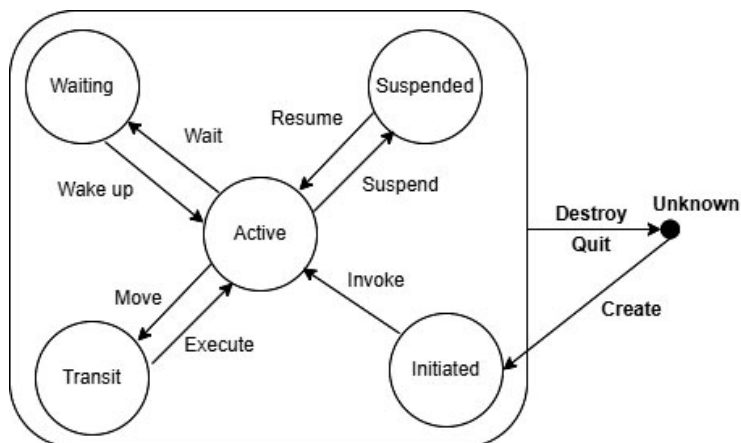 Waiting
Suspended
Resume
Wait
Wake up
Suspend
Unknown
Destroy
Active
Quit
Invoke
Move
Create
Execute
Transit
Initiated